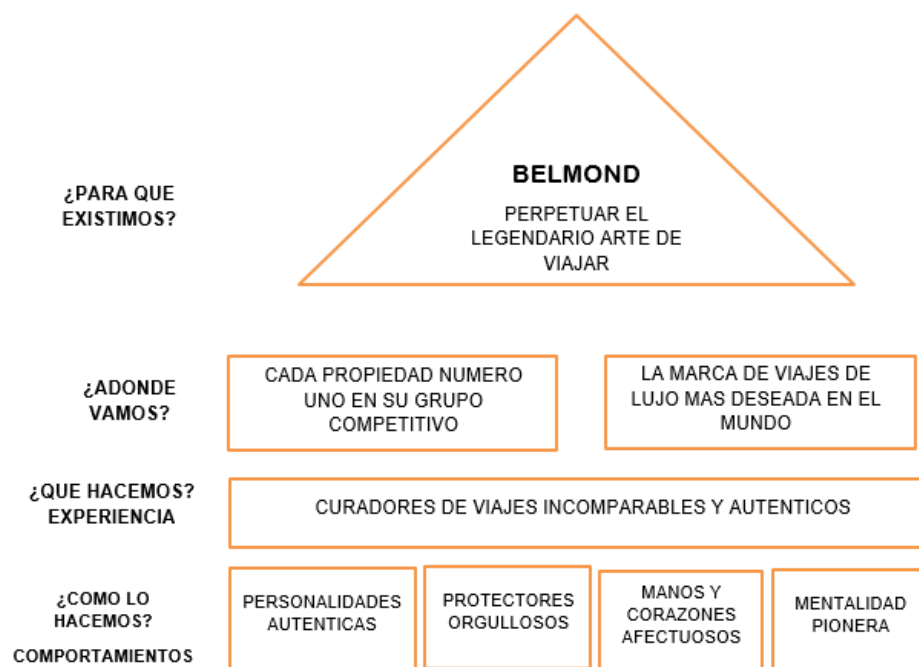 ¿PARA QUE
EXISTIMOS?
BELMOND
PERPETUAR EL
LEGENDARIO ARTE DE
VIAJAR
¿ADONDE
VAMOS?
CADA PROPIEDAD NUMERO
UNO EN SU GRUPO
COMPETITIVO
LA MARCA DE VIAJES DE
LUJO MAS DESEADA EN EL
MUNDO
¿QUE HACEMOS?
EXPERIENCIA
CURADORES DE VIAJES INCOMPARABLES Y AUTENTICOS
¿COMO LO
HACEMOS?
COMPORTAMIENTOS
PERSONALIDADES
AUTENTICAS
PROTECTORES
ORGULLOSOS
MANOS Y
CORAZONES
AFECTUOSOS
MENTALIDAD
PIONERA